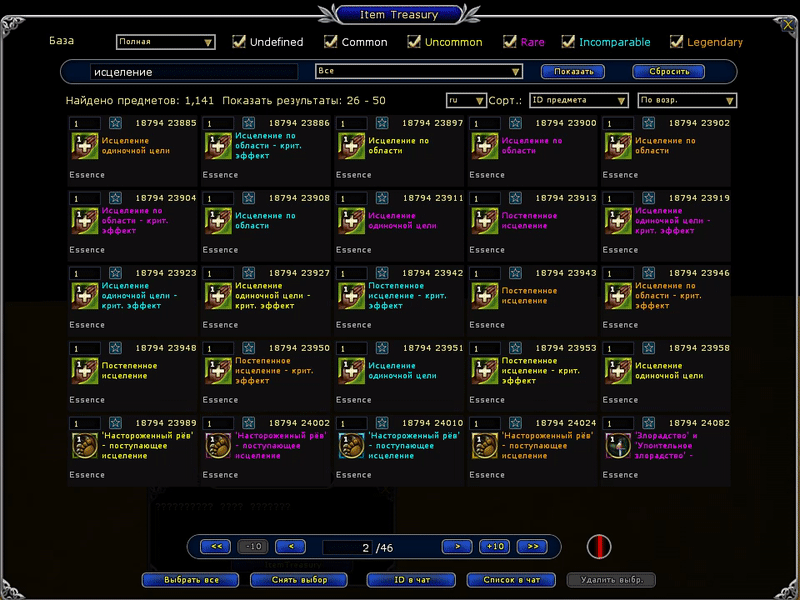 Item Treasury
База
Полная
Undefined
Common
Uncommon
Rare
Incomparable
Legendary
исцеление
Все
Показать
Сбросить
Найдено предметов: 1,141 Показать результаты: 26 - 50
ru
Сорт.:
ID предмета
По возр.
1 18794 23885
Исцеление
одиночной цели
Essence
1 18794 23886
Исцеление по
области - крит.
эффект
Essence
1 18794 23897
Исцеление по
области
Essence
1 18794 23900
Исцеление по
области
Essence
1 18794 23902
Исцеление по
области
Essence
1 18794 23904
Исцеление по
области - крит.
эффект
Essence
1 18794 23908
Исцеление по
области
Essence
1 18794 23911
Исцеление
одиночной цели
Essence
1 18794 23913
Постепенное
исцеление
Essence
1 18794 23919
Исцеление
одиночной цели -
крит. эффект
Essence
1 18794 23923
Исцеление
одиночной цели -
крит. эффект
Essence
1 18794 23927
Исцеление
одиночной цели -
крит. эффект
Essence
1 18794 23942
Постепенное
исцеление - крит.
эффект
Essence
1 18794 23943
Постепенное
исцеление
Essence
1 18794 23946
Исцеление по
области - крит.
эффект
Essence
1 18794 23948
Постепенное
исцеление
Essence
1 18794 23950
Постепенное
исцеление - крит.
эффект
Essence
1 18794 23951
Исцеление
одиночной цели
Essence
1 18794 23953
Постепенное
исцеление - крит.
эффект
Essence
1 18794 23958
Исцеление
одиночной цели
Essence
1 18794 23989
'Настороженный рёв'
- поступающее
исцеление
Essence
1 18794 24002
'Настороженный рёв'
- поступающее
исцеление
Essence
1 18794 24010
'Настороженный рёв'
- поступающее
исцеление
Essence
1 18794 24024
'Настороженный рёв'
- поступающее
исцеление
Essence
1 18794 24082
'Злорадство' и
'Упоительное
злорадство' -
Essence
<< -10 < 2 /46 > +10 >>
Выбрать все
Снять выбор
ID в чат
Список в чат
Удалить выбр.